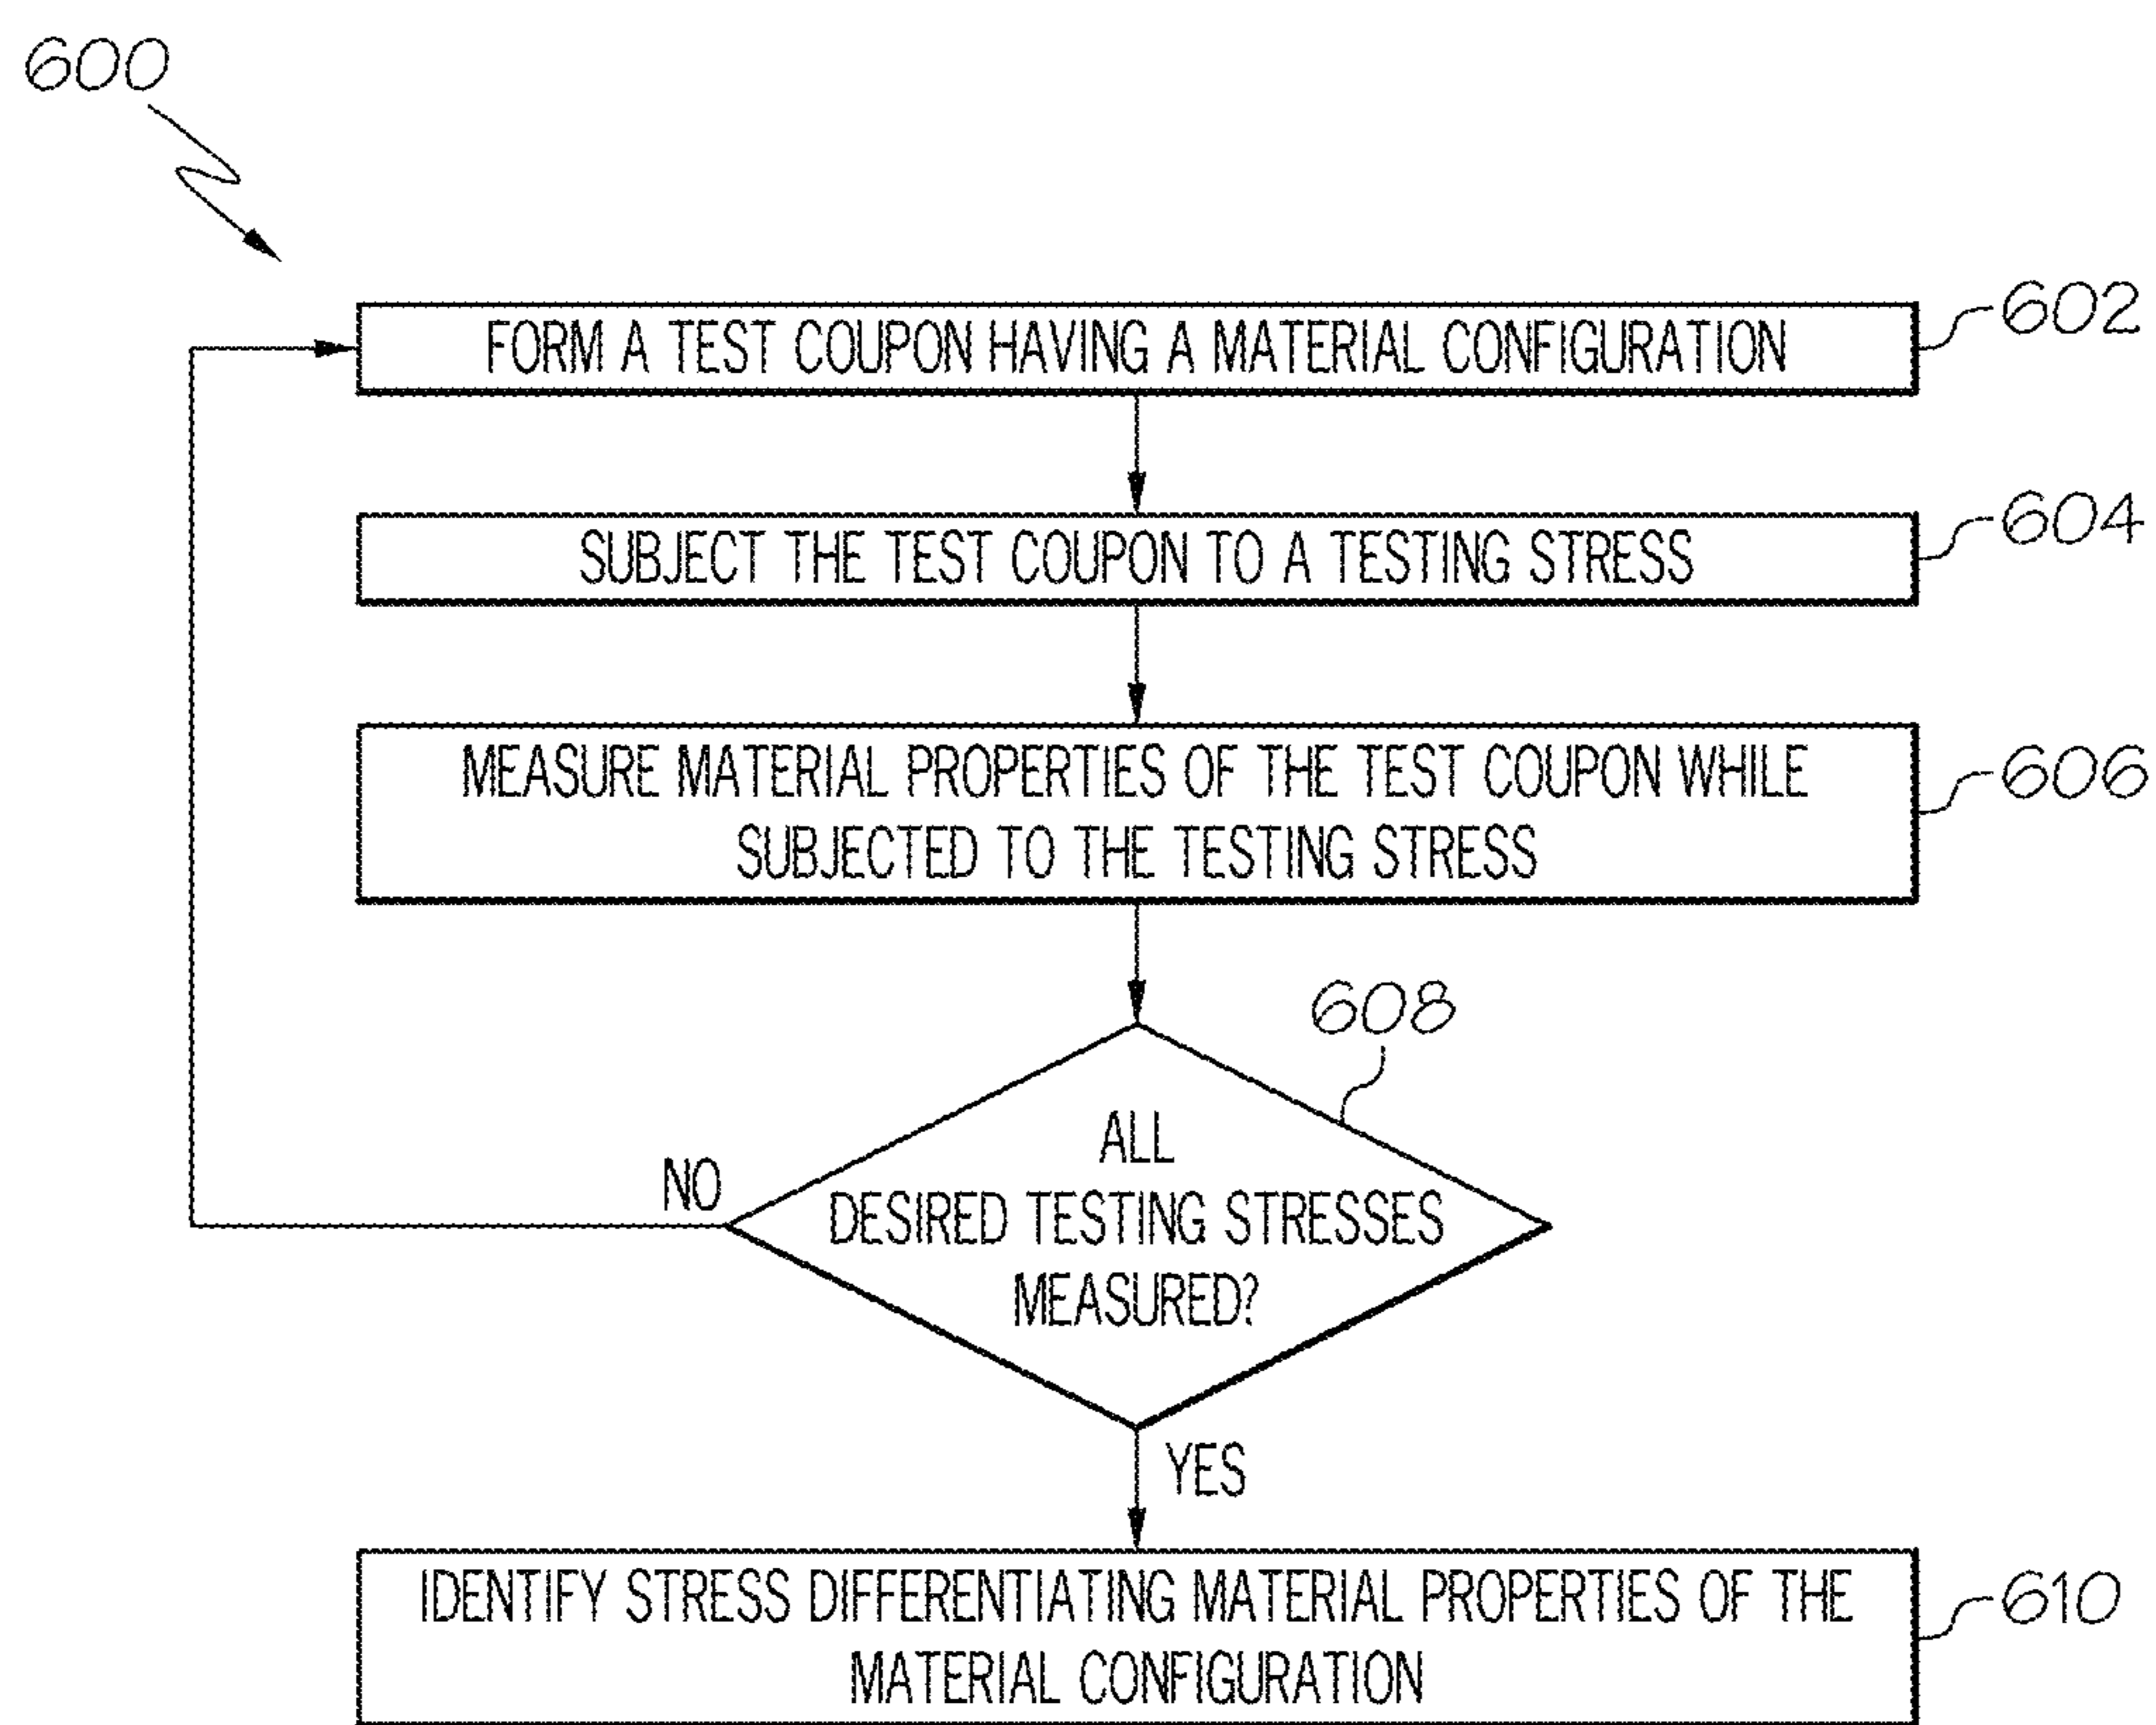 600
FORM A TEST COUPON HAVING A MATERIAL CONFIGURATION
602
SUBJECT THE TEST COUPON TO A TESTING STRESS
604
MEASURE MATERIAL PROPERTIES OF THE TEST COUPON WHILE
SUBJECTED TO THE TESTING STRESS
606
608
ALL
DESIRED TESTING STRESSES
MEASURED?
NO
YES
IDENTIFY STRESS DIFFERENTIATING MATERIAL PROPERTIES OF THE
MATERIAL CONFIGURATION
610